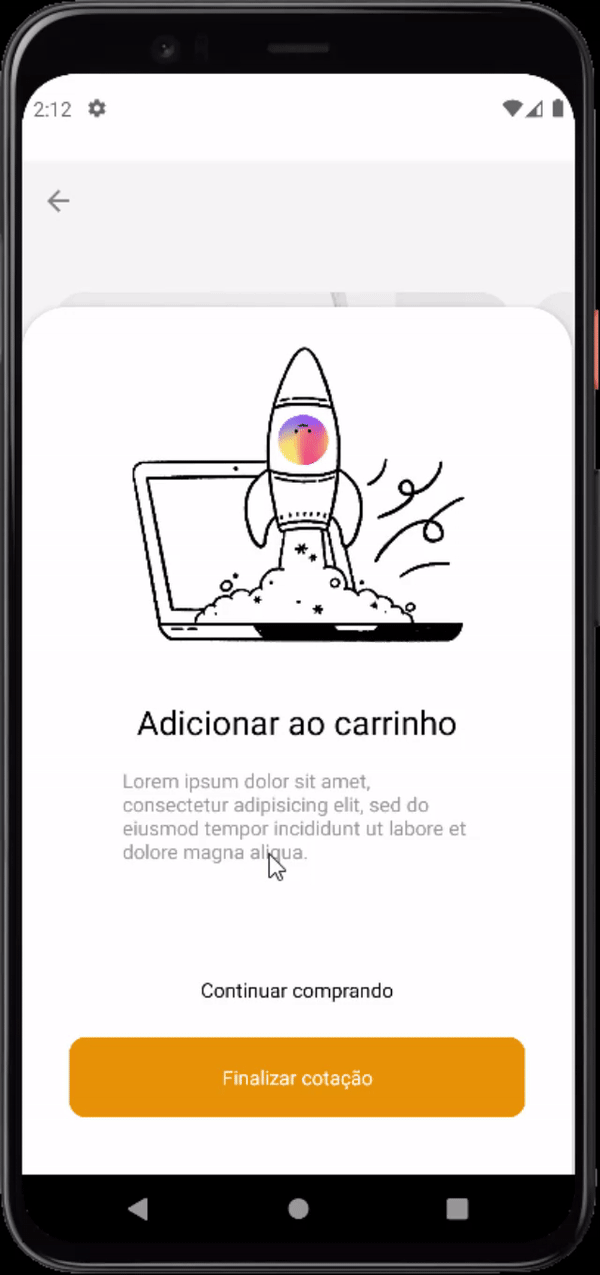 2:12
Adicionar ao carrinho
Lorem ipsum dolor sit amet,
consectetur adipisicing elit, sed do
eiusmod tempor incididunt ut labore et
dolore magna aliqua.
Continuar comprando
Finalizar cotação